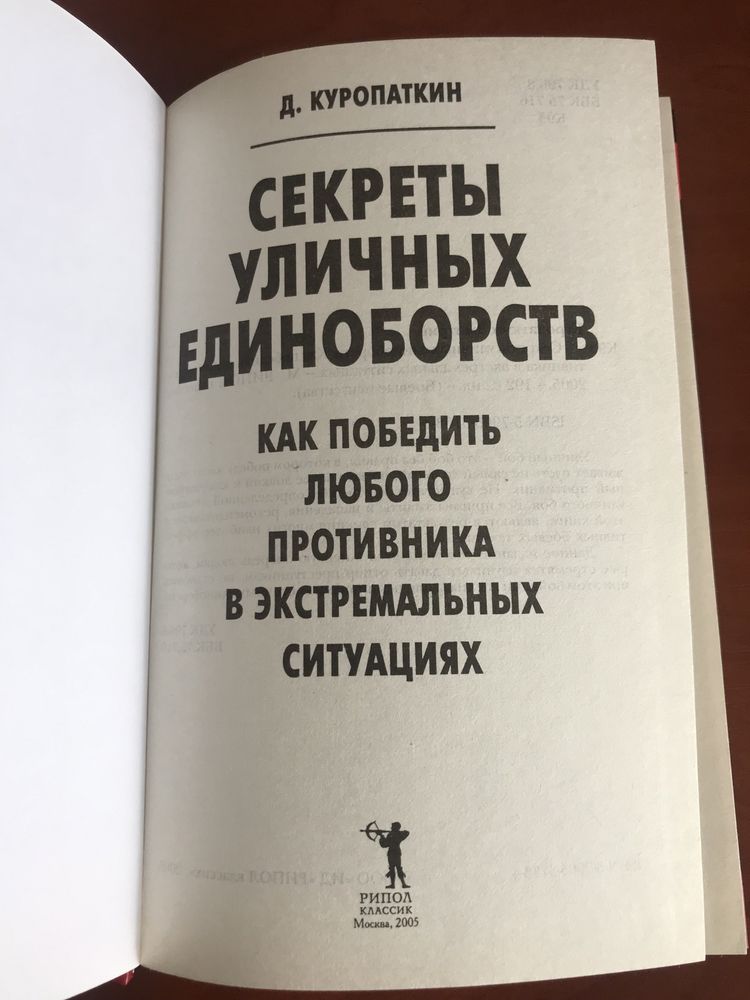 Д. КУРОПАТКИН
СЕКРЕТЫ
УЛИЧНЫХ
ЕДИНОБОРСТВ
КАК ПОБЕДИТЬ
ЛЮБОГО
ПРОТИВНИКА
В ЭКСТРЕМАЛЬНЫХ
СИТУАЦИЯХ
РИПОЛ
КЛАССИК
Москва, 2005